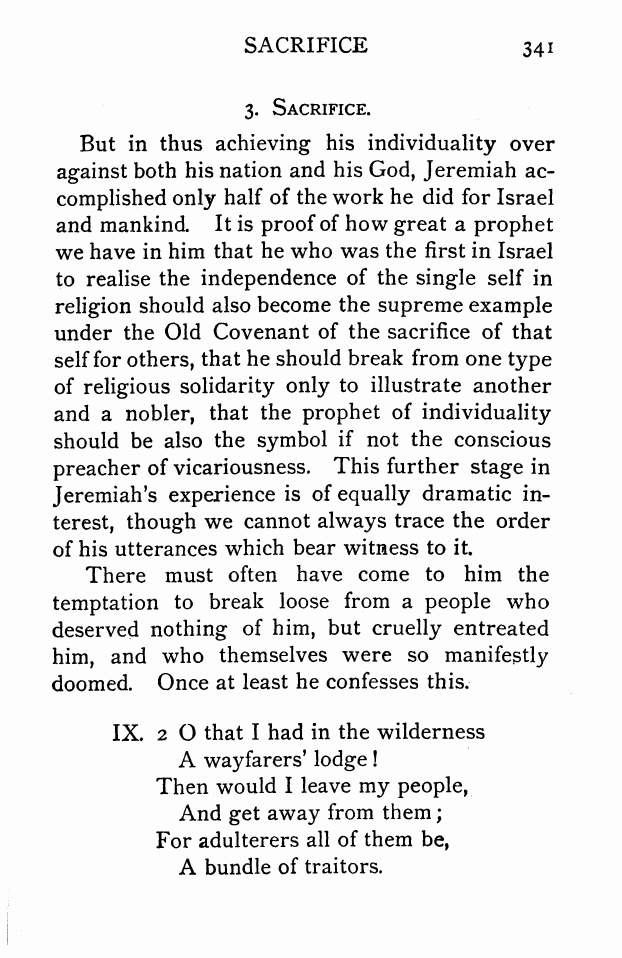 SACRIFICE 341
3. SACRIFICE.
But in thus achieving his individuality over
against both his nation and his God, Jeremiah ac-
complished only half of the work he did for Israel
and mankind. It is proof of how great a prophet
we have in him that he who was the first in Israel
to realise the independence of the single self in
religion should also become the supreme example
under the Old Covenant of the sacrifice of that
self for others, that he should break from one type
of religious solidarity only to illustrate another
and a nobler, that the prophet of individuality
should be also the symbol if not the conscious
preacher of vicariousness. This further stage in
Jeremiah's experience is of equally dramatic in-
terest, though we cannot always trace the order
of his utterances which bear witness to it.
There must often have come to him the
temptation to break loose from a people who
deserved nothing of him, but cruelly entreated
him, and who themselves were so manifestly
doomed. Once at least he confesses this.
IX. 2 O that I had in the wilderness
A wayfarers' lodge!
Then would I leave my people,
And get away from them;
For adulterers all of them be,
A bundle of traitors.